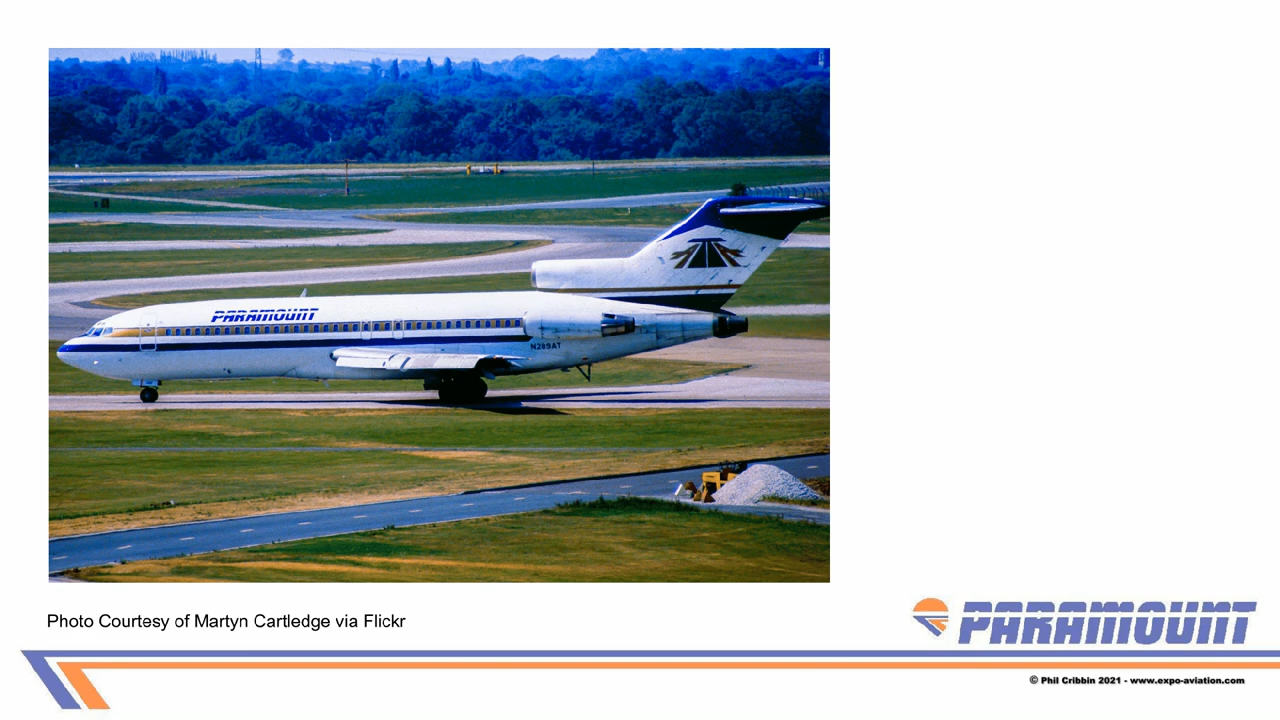 PARAMOUNT
N289AT
Photo Courtesy of Martyn Cartledge via Flickr
PARAMOUNT
© Phil Cribbin 2021 - www.expo-aviation.com